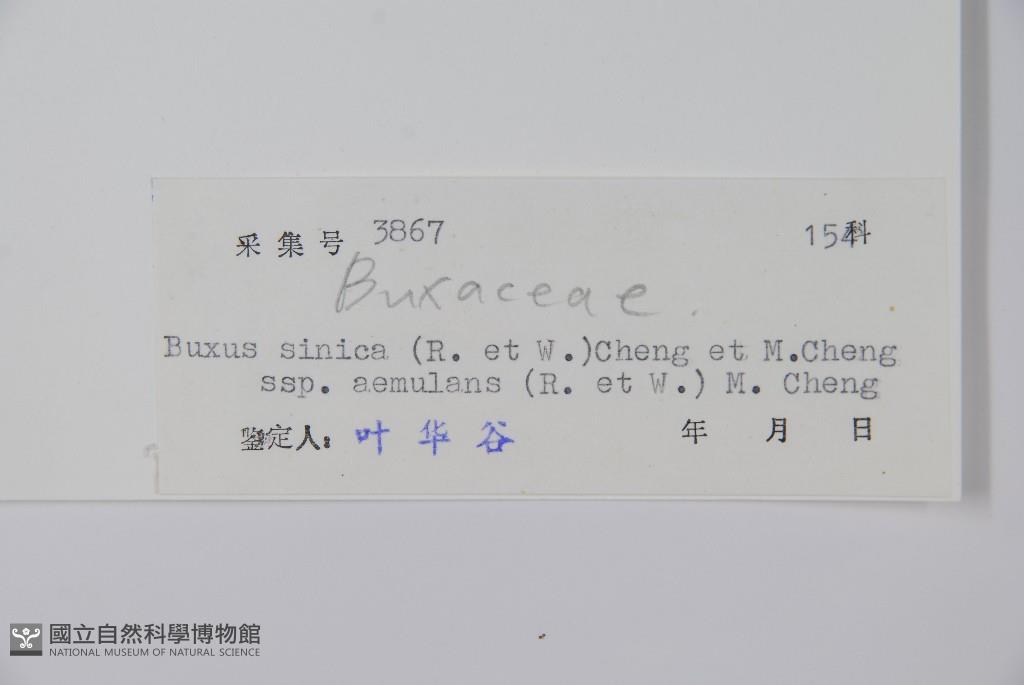 采集号 3867 154科
Buxaceae.
Buxus sinica (R. et W.)Cheng et M.Cheng
ssp. aemulans (R. et W.) M. Cheng
鉴定人: 叶华谷 年 月 日
國立自然科學博物館
NATIONAL MUSEUM OF NATURAL SCIENCE